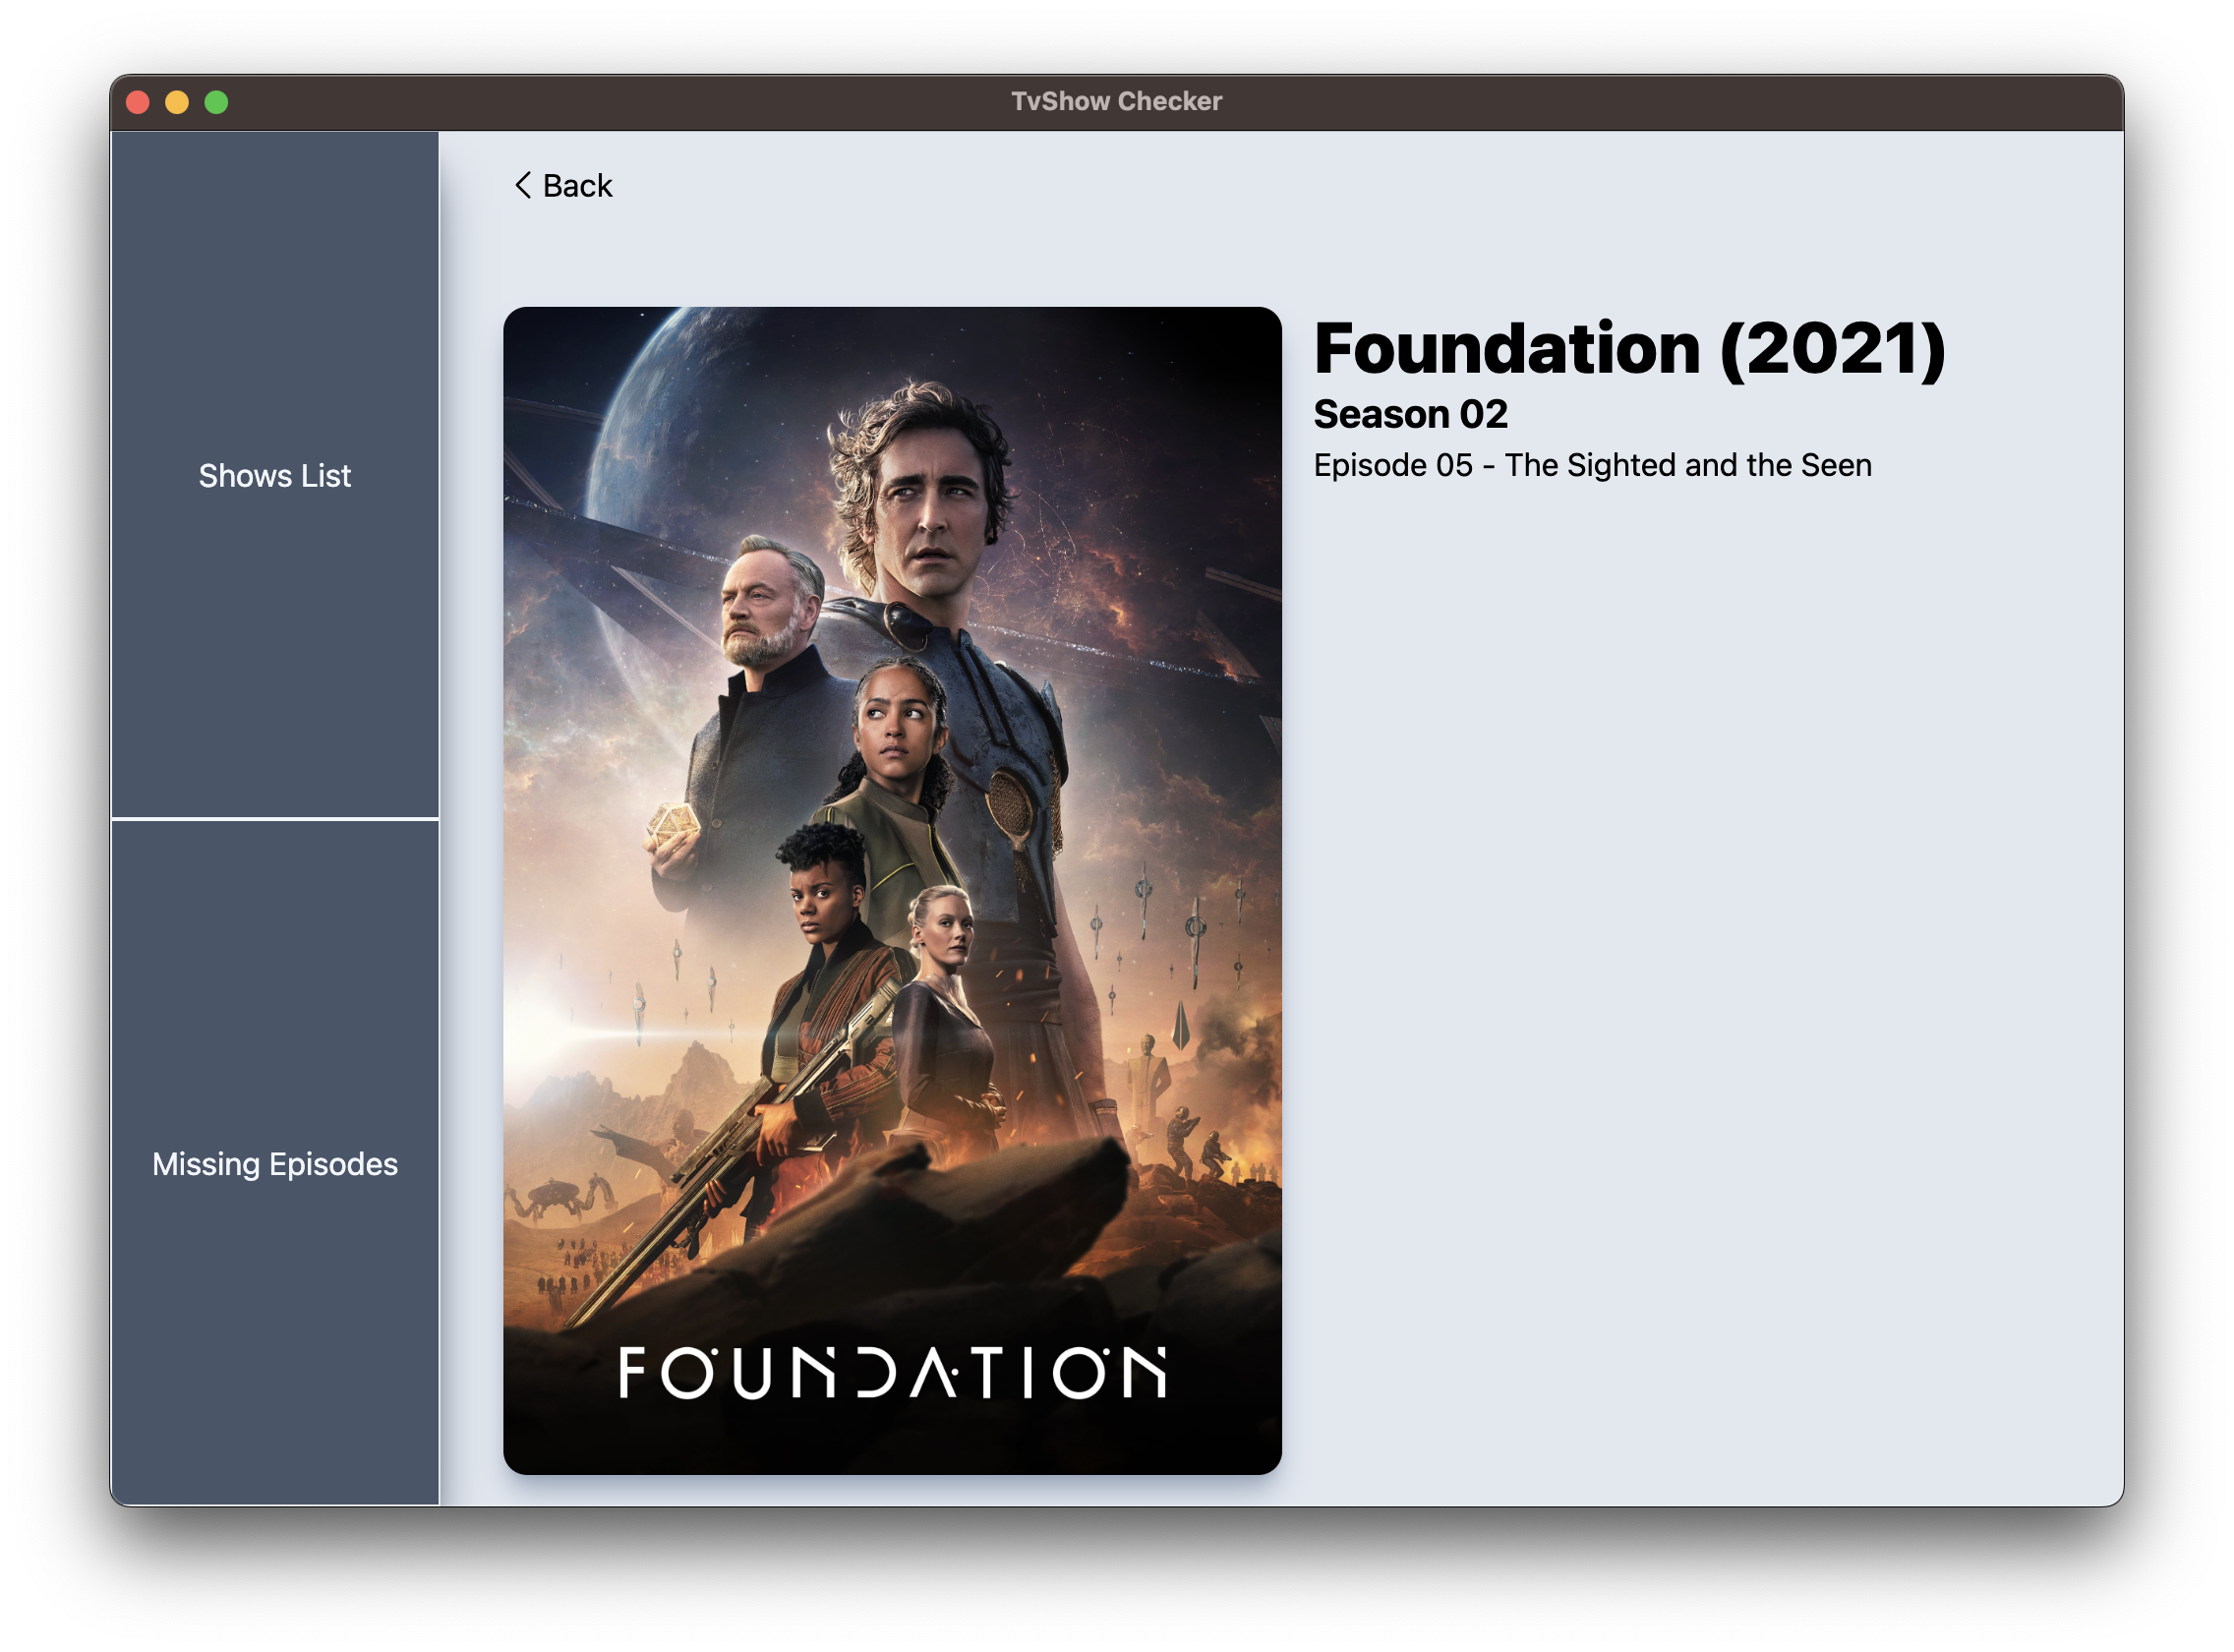 TvShow Checker
Back
Shows List
Missing Episodes
Foundation (2021)
Season 02
Episode 05 - The Sighted and the Seen
FOUNDATION